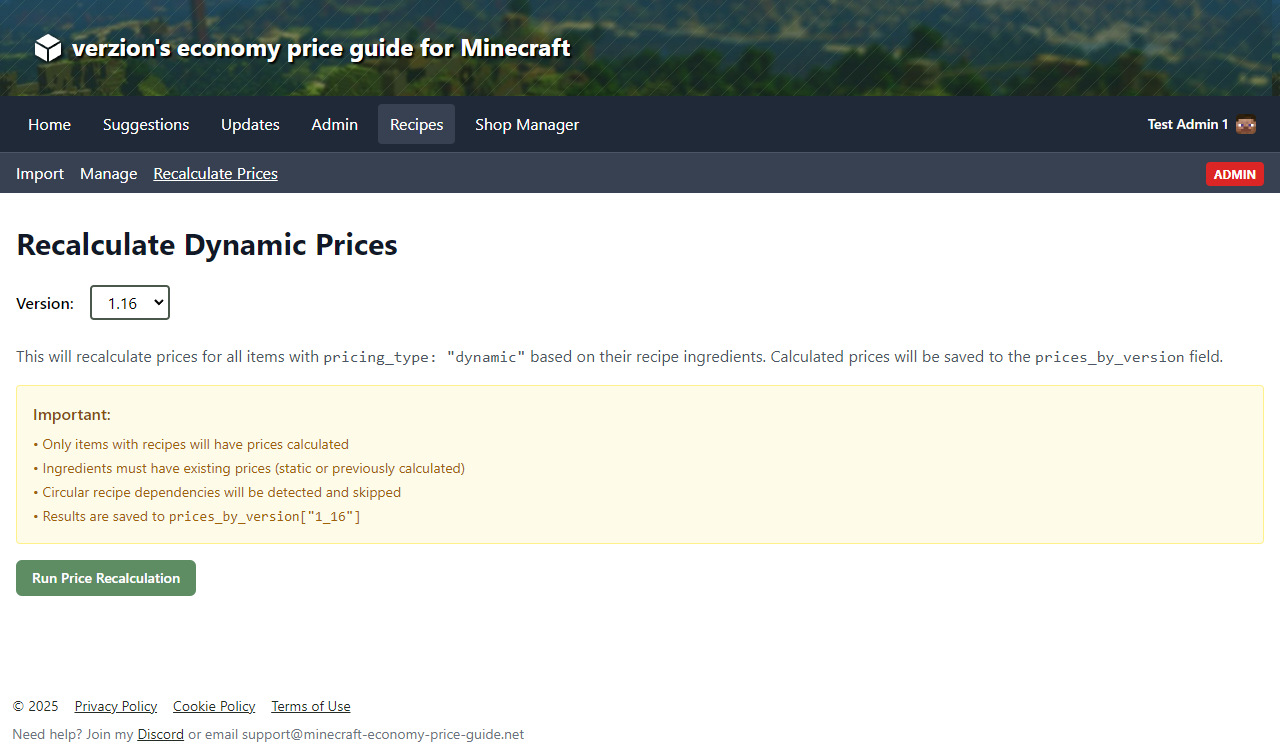 verzion's economy price guide for Minecraft
Home Suggestions Updates Admin Recipes Shop Manager Test Admin 1
Import Manage Recalculate Prices ADMIN
Recalculate Dynamic Prices
Version: 1.16
This will recalculate prices for all items with pricing_type: "dynamic" based on their recipe ingredients. Calculated prices will be saved to the prices_by_version field.
Important:
• Only items with recipes will have prices calculated
• Ingredients must have existing prices (static or previously calculated)
• Circular recipe dependencies will be detected and skipped
• Results are saved to prices_by_version["1_16"]
Run Price Recalculation
© 2025 Privacy Policy Cookie Policy Terms of Use
Need help? Join my Discord or email support@minecraft-economy-price-guide.net